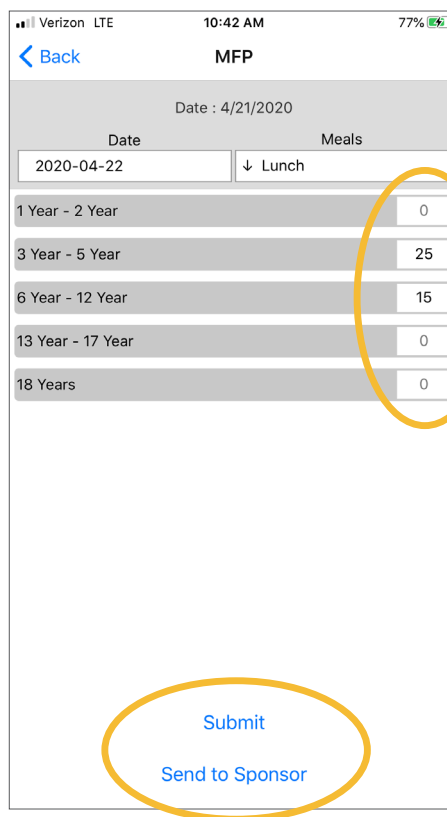 Verizon LTE 10:42 AM 77%
Back MFP
Date : 4/21/2020
Date Meals
2020-04-22 ↓ Lunch
1 Year - 2 Year 0
3 Year - 5 Year 25
6 Year - 12 Year 15
13 Year - 17 Year 0
18 Years 0
Submit
Send to Sponsor